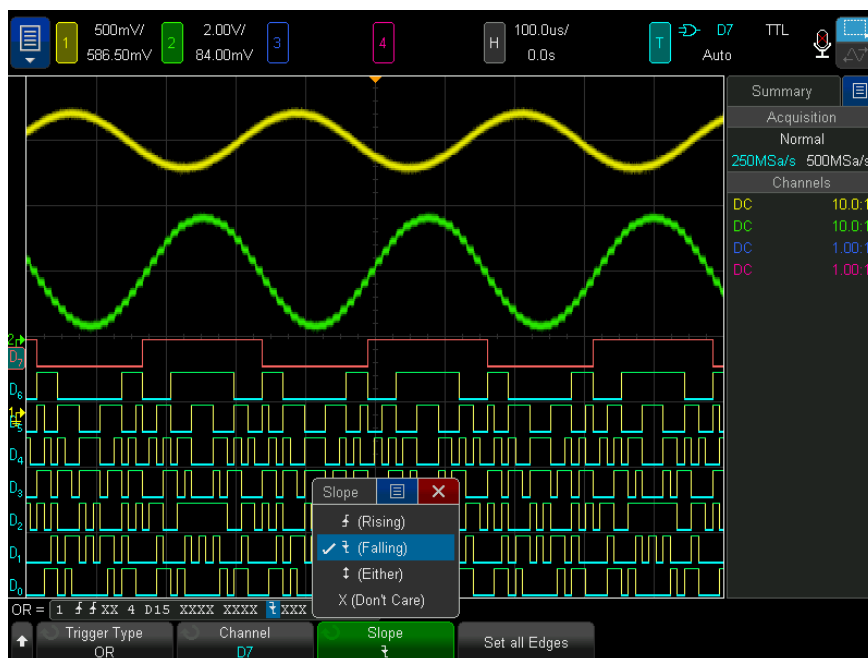 1 500mV/ 586.50mV 2 2.00V/ 84.00mV 3 4 H 100.0us/ 0.0s T D7 TTL Auto
Summary
Acquisition
Normal
250MSa/s 500MSa/s
Channels
DC 10.0:1
DC 10.0:1
DC 1.00:1
DC 1.00:1
2
D7
D6
1
D5
D4
D3
D2
D1
D0
Slope
(Rising)
(Falling)
(Either)
X (Don't Care)
OR = 1 XX 4 D15 XXXX XXXX XXX
Trigger Type
OR
Channel
D7
Slope
Set all Edges